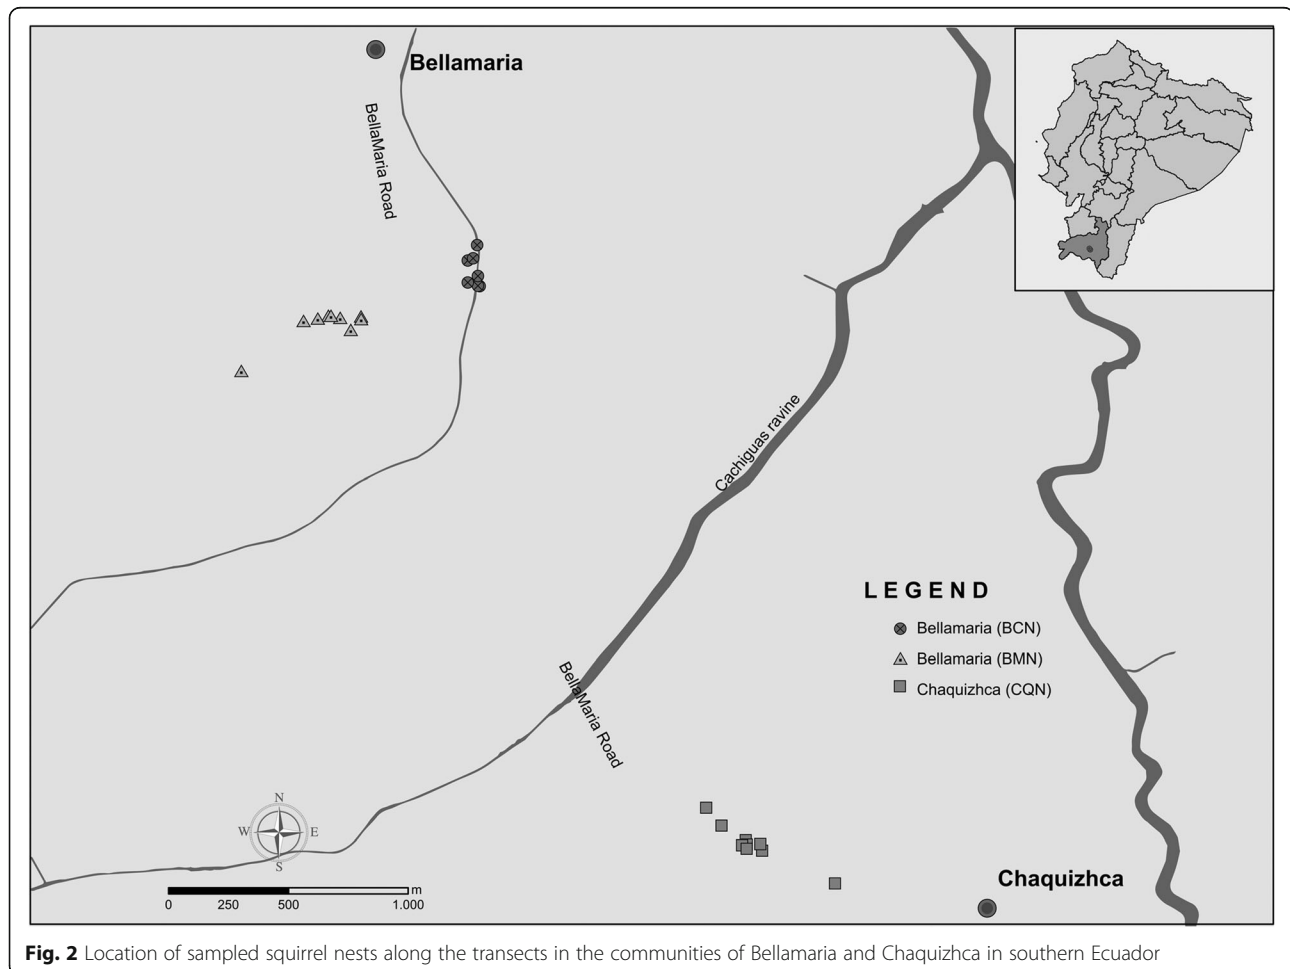 Bellamaria
BellaMaria Road
Cachiguas ravine
LEGEND
Bellamaria (BCN)
Bellamaria (BMN)
Chaquizhca (CQN)
BellaMaria Road
N
W E
S
m
0 250 500 1.000
Chaquizhca
Fig. 2 Location of sampled squirrel nests along the transects in the communities of Bellamaria and Chaquizhca in southern Ecuador